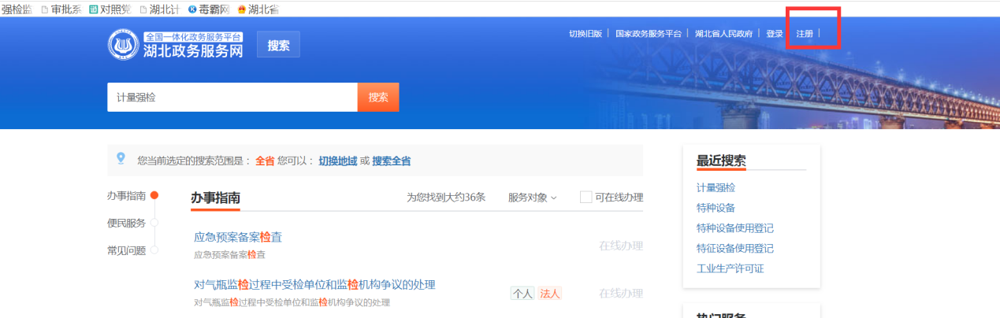 强检监 审批系 对照党 湖北计 毒霸网 湖北省
切换旧版 国家政务服务平台 湖北省人民政府 登录 注册
全国一体化政务服务平台
湖北政务服务网 搜索
计量强检 搜索
您当前选定的搜索范围是： 全省 您可以： 切换地域 或 搜索全省
办事指南
便民服务
常见问题
办事指南 为您找到大约36条 服务对象 可在线办理
应急预案备案检查
应急预案备案检查
在线办理
对气瓶监检过程中受检单位和监检机构争议的处理
对气瓶监检过程中受检单位和监检机构争议的处理
个人 法人 在线办理
最近搜索
计量强检
特种设备
特种设备使用登记
特征设备使用登记
工业生产许可证
热门服务